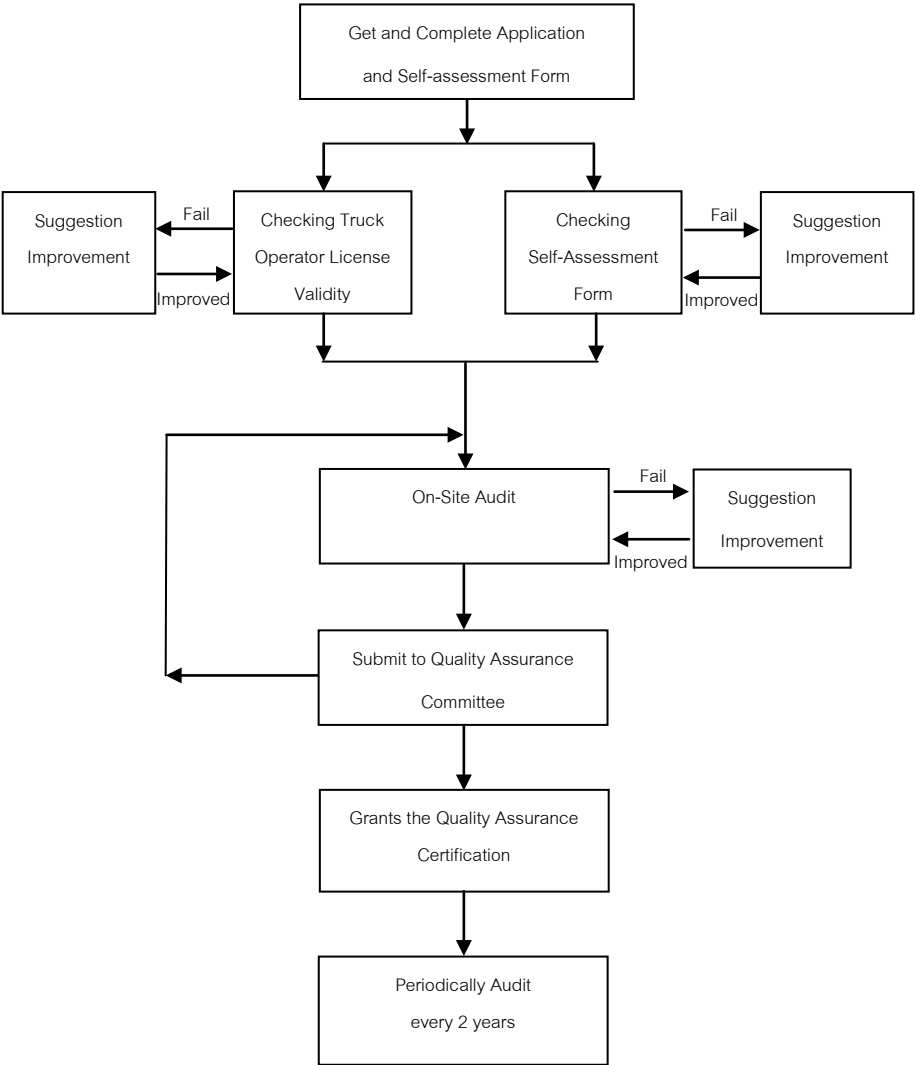 Get and Complete Application
and Self-assessment Form
Suggestion
Improvement
Fail
Improved
Checking Truck
Operator License
Validity
Checking
Self-Assessment
Form
Fail
Improved
Suggestion
Improvement
On-Site Audit
Fail
Improved
Suggestion
Improvement
Submit to Quality Assurance
Committee
Grants the Quality Assurance
Certification
Periodically Audit
every 2 years